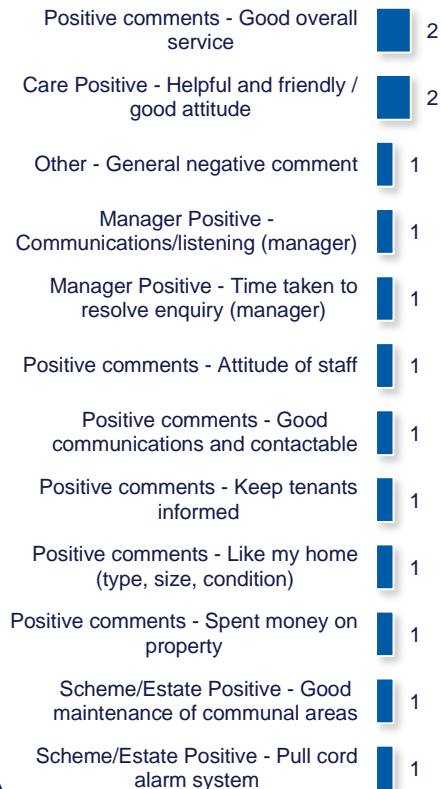 Positive comments - Good overall
service
2
Care Positive - Helpful and friendly /
good attitude
2
Other - General negative comment
1
Manager Positive -
Communications/listening (manager)
1
Manager Positive - Time taken to
resolve enquiry (manager)
1
Positive comments - Attitude of staff
1
Positive comments - Good
communications and contactable
1
Positive comments - Keep tenants
informed
1
Positive comments - Like my home
(type, size, condition)
1
Positive comments - Spent money on
property
1
Scheme/Estate Positive - Good
maintenance of communal areas
1
Scheme/Estate Positive - Pull cord
alarm system
1